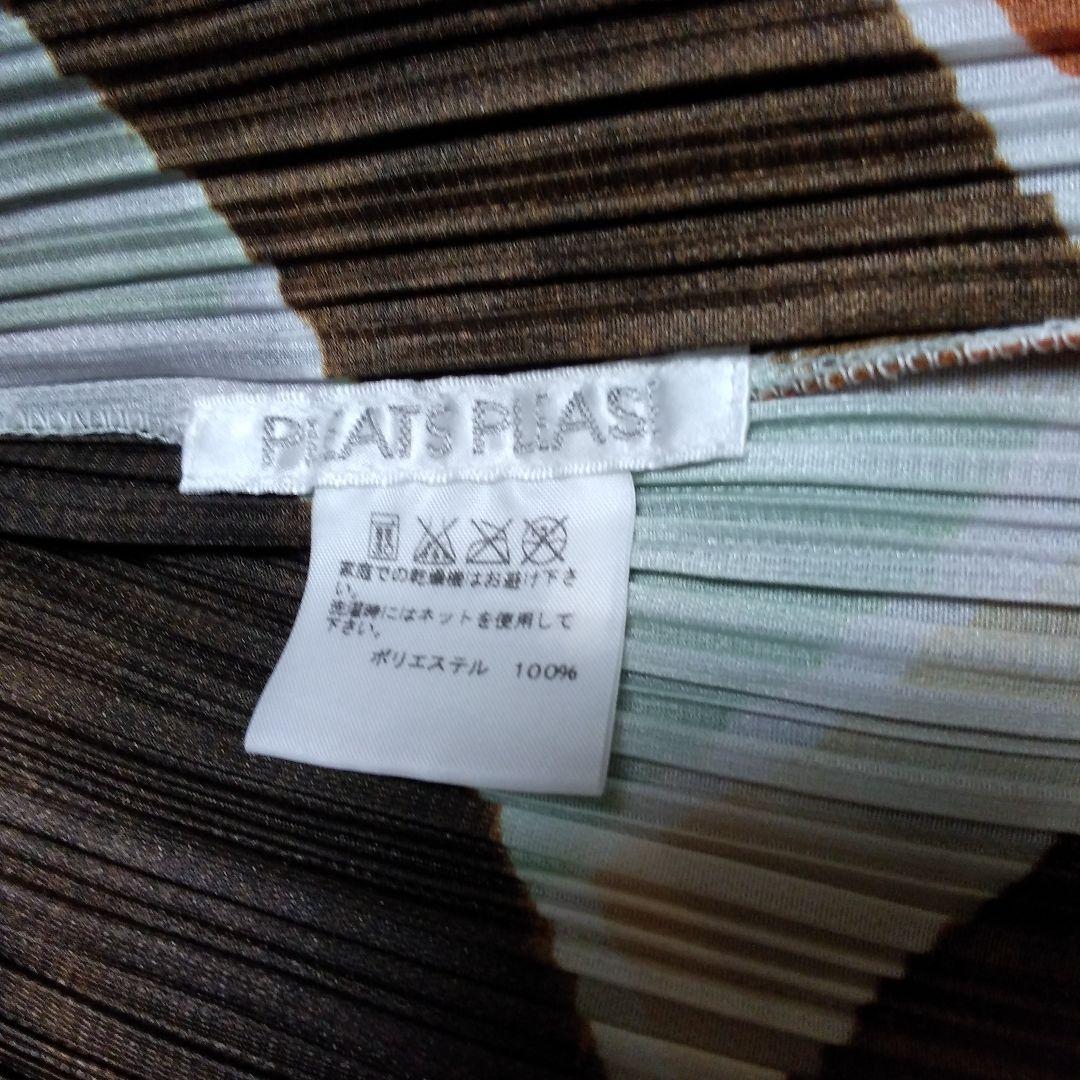 PLEATS PLEASE
家庭での乾燥機はお避け下さ
い。
洗濯時にはネットを使用して
下さい。
ポリエステル 100%